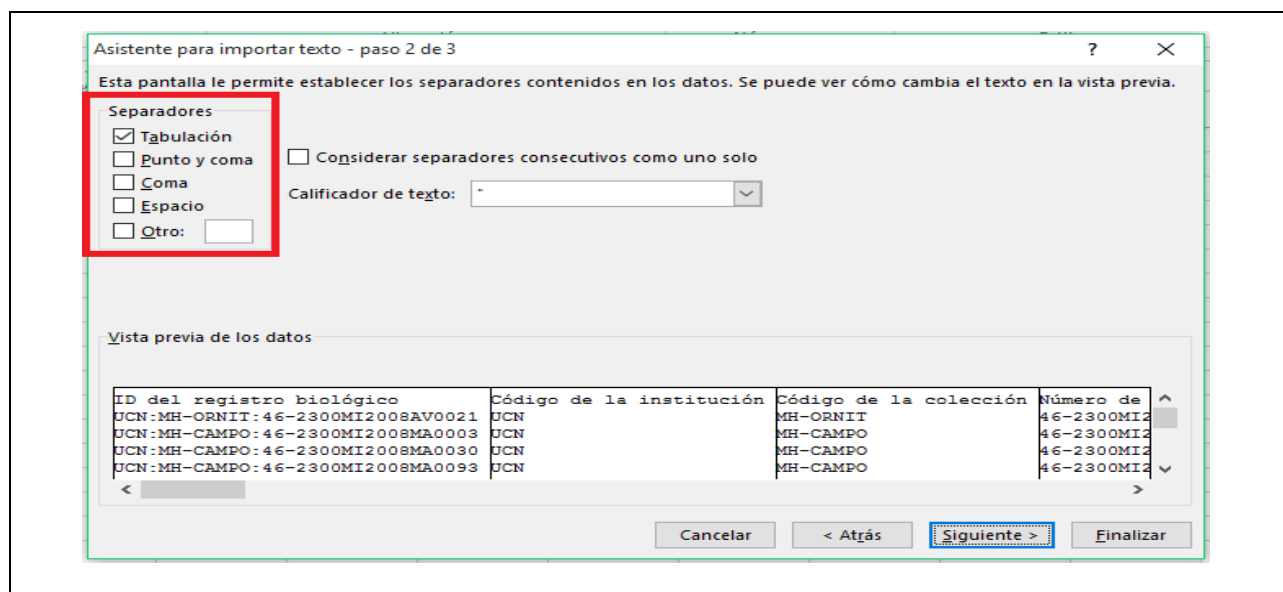 Asistente para importar texto - paso 2 de 3
Esta pantalla le permite establecer los separadores contenidos en los datos. Se puede ver cómo cambia el texto en la vista previa.
Separadores
Tabulación
Punto y coma
Coma
Espacio
Otro:
Considerar separadores consecutivos como uno solo
Calificador de texto: "
Vista previa de los datos
ID del registro biológico Código de la institución Código de la colección Número de
UCN:MH-ORNIT:46-2300MI2008AV0021 UCN MH-ORNIT 46-2300MI2
UCN:MH-CAMPO:46-2300MI2008MA0003 UCN MH-CAMPO 46-2300MI2
UCN:MH-CAMPO:46-2300MI2008MA0030 UCN MH-CAMPO 46-2300MI2
UCN:MH-CAMPO:46-2300MI2008MA0093 UCN MH-CAMPO 46-2300MI2
Cancelar < Atrás Siguiente > Finalizar